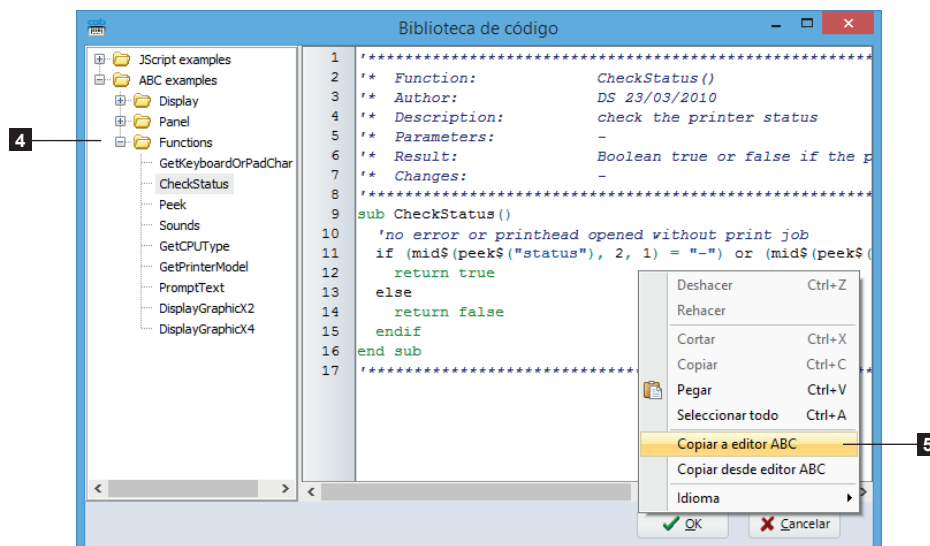 cab
Biblioteca de código
JScript examples
ABC examples
Display
Panel
4
Functions
GetKeyboardOrPadChar
CheckStatus
Peek
Sounds
GetCPUType
GetPrinterModel
PromptText
DisplayGraphicX2
DisplayGraphicX4
1 '********************************************************
2 '* Function: CheckStatus()
3 '* Author: DS 23/03/2010
4 '* Description: check the printer status
5 '* Parameters: -
6 '* Result: Boolean true or false if the p
7 '* Changes: -
8 '********************************************************
9 sub CheckStatus()
10 'no error or printhead opened without print job
11 if (mid$(peek$("status"), 2, 1) = "-") or (mid$(peek$(
12 return true
13 else
14 return false
15 endif
16 end sub
17 '********************************************************
Deshacer Ctrl+Z
Rehacer
Cortar Ctrl+X
Copiar Ctrl+C
Pegar Ctrl+V
Seleccionar todo Ctrl+A
Copiar a editor ABC
5
Copiar desde editor ABC
Idioma
OK Cancelar